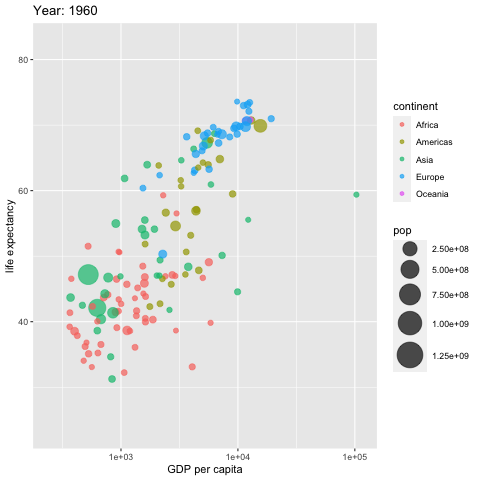 Year: 1960
80
60
40
life expectancy
1e+03
1e+04
1e+05
GDP per capita
continent
Africa
Americas
Asia
Europe
Oceania
pop
2.50e+08
5.00e+08
7.50e+08
1.00e+09
1.25e+09